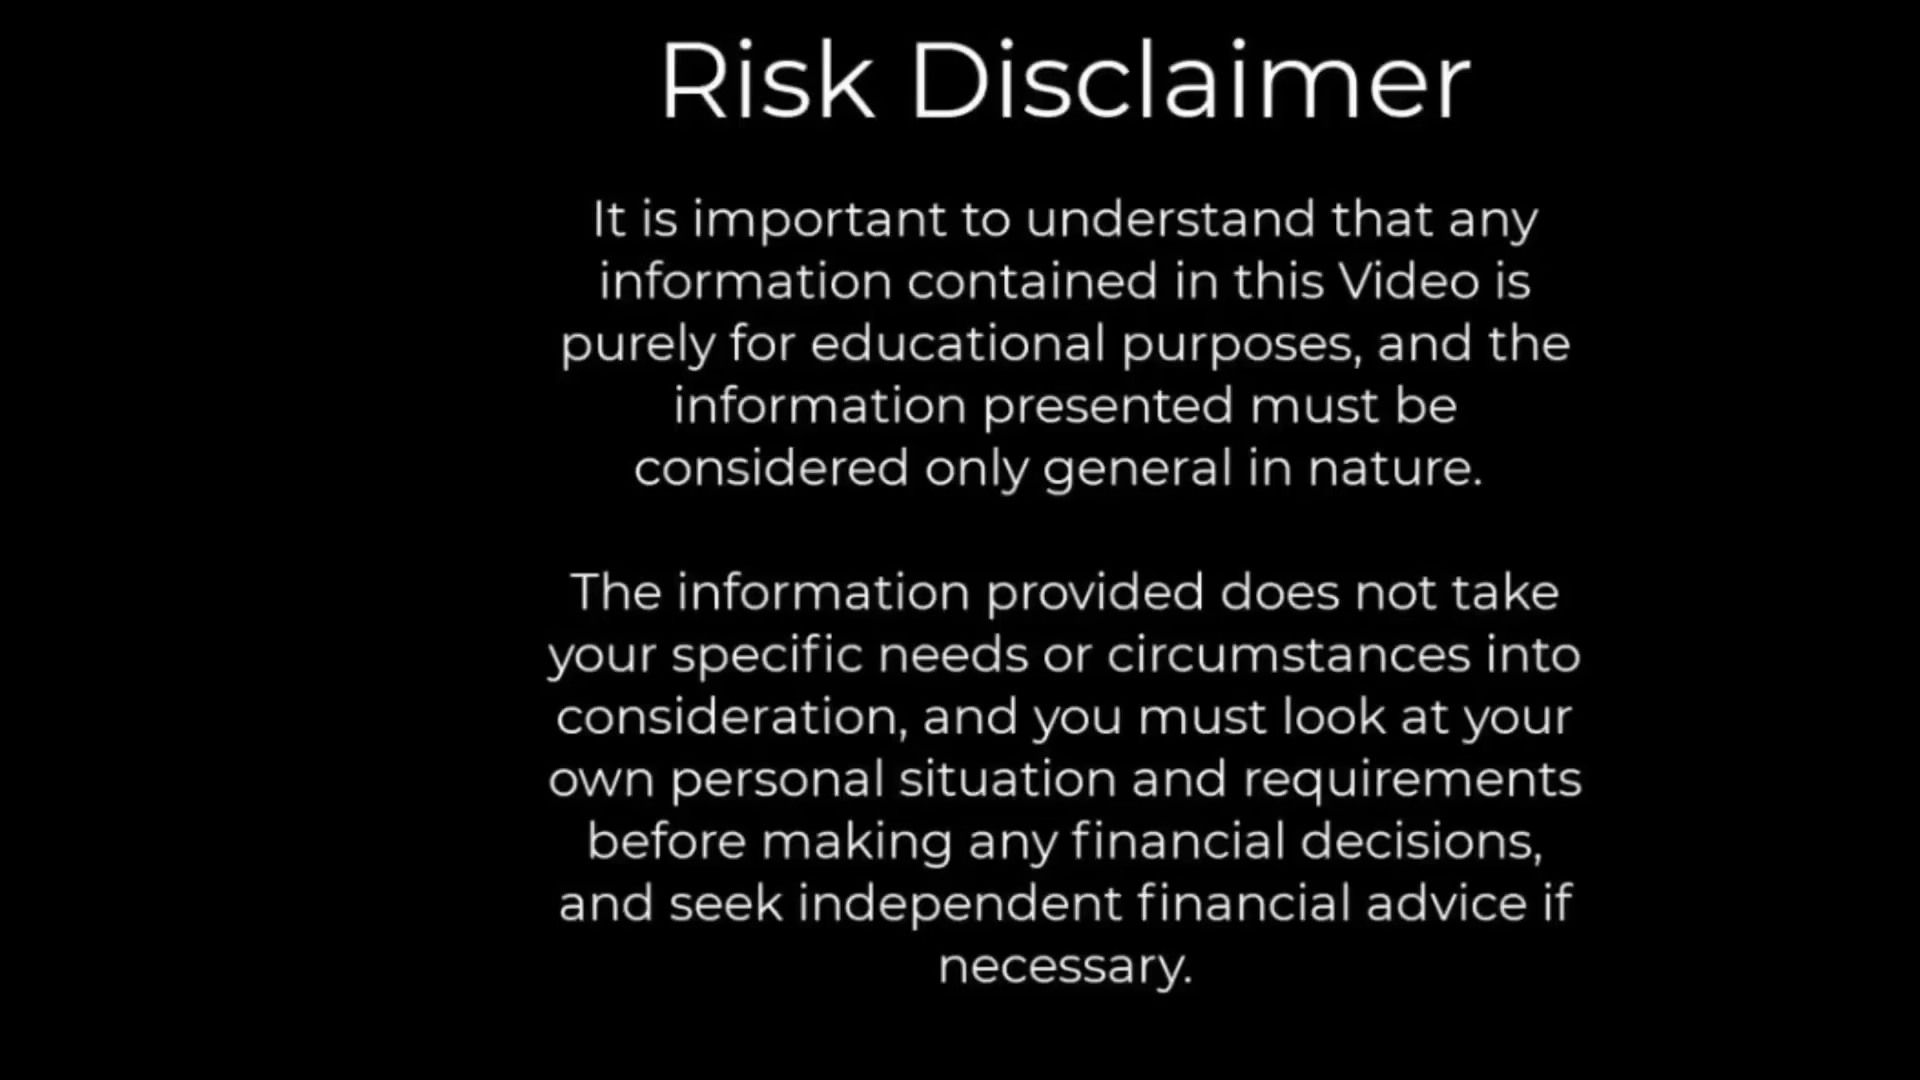 Risk Disclaimer
It is important to understand that any
information contained in this Video is
purely for educational purposes, and the
information presented must be
considered only general in nature.
The information provided does not take
your specific needs or circumstances into
consideration, and you must look at your
own personal situation and requirements
before making any financial decisions,
and seek independent financial advice if
necessary.